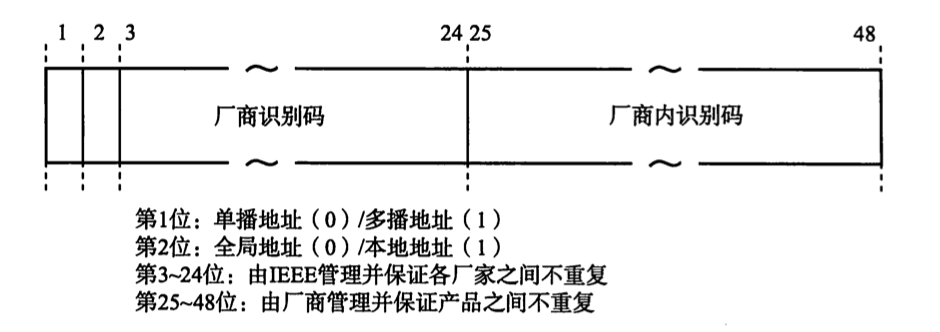 1 2 3 24 25 48
厂商识别码 厂商内识别码
第1位：单播地址（0）/多播地址（1）
第2位：全局地址（0）/本地地址（1）
第3~24位：由IEEE管理并保证各厂家之间不重复
第25~48位：由厂商管理并保证产品之间不重复